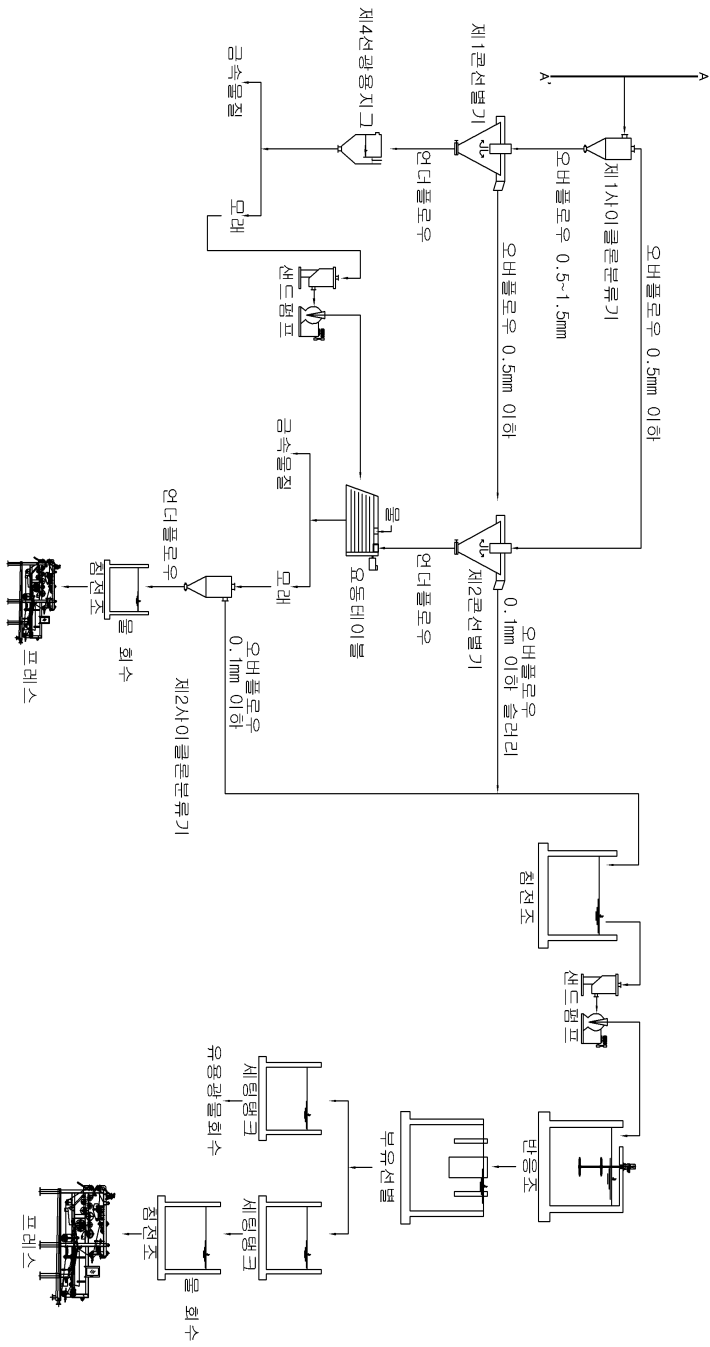 A
오버플로우 0.5mm 이하
제1사이클론분류기
오버플로우 0.5~1.5mm
A'
샌드펌프
침전조
반응조
오버플로우
0.1mm 이하 슬러리
오버플로우 0.5mm 이하
제1콘선별기
제2콘선별기
언더플로우
언더플로우
물
부유선별
제4선광용지그
요동테이블
샌드펌프
금속물질
모래
세팅탱크
세팅탱크
모래
금속물질
오버플로우
0.1mm 이하
유용광물회수
물 회수
제2사이클론분류기
언더플로우
침전조
물 회수
침전조
프레스
프레스